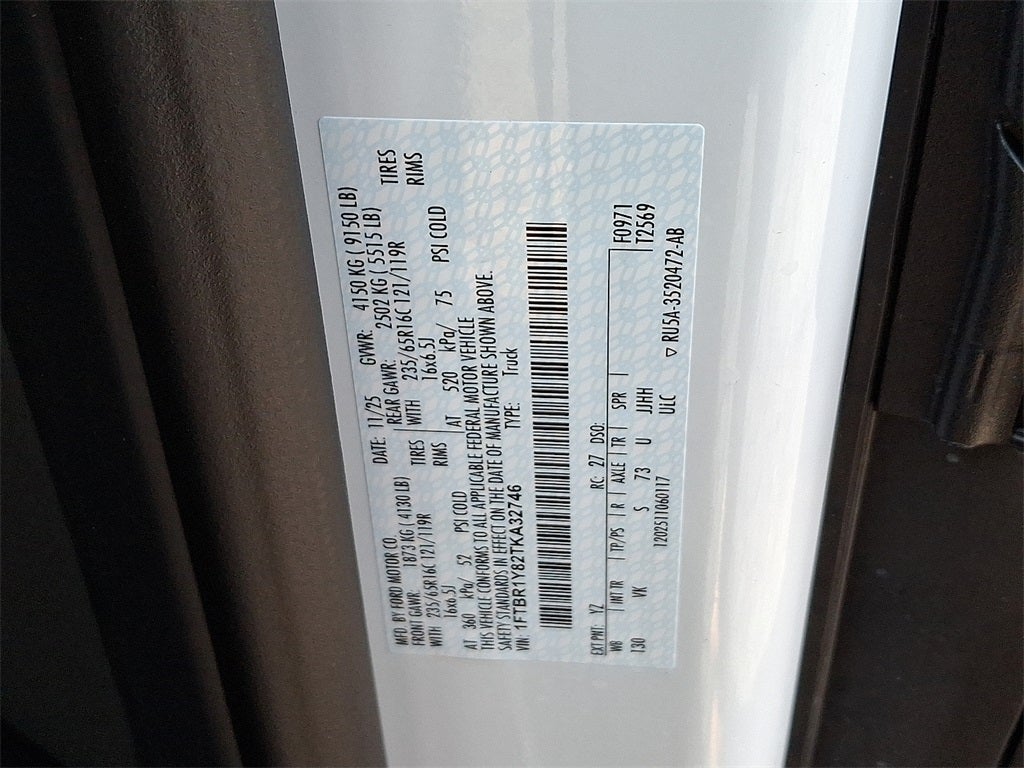 MFD. BY FORD MOTOR CO.
DATE: 11/25 GVWR: 4150 KG ( 9150 LB)
FRONT GAWR: 1873 KG ( 4130 LB) REAR GAWR: 2502 KG ( 5515 LB)
WITH 235/65R16C 121/119R TIRES WITH 235/65R16C 121/119R TIRES
16x6.5J RIMS 16x6.5J RIMS
AT 360 kPa/ 52 PSI COLD AT 520 kPa/ 75 PSI COLD
THIS VEHICLE CONFORMS TO ALL APPLICABLE FEDERAL MOTOR VEHICLE
SAFETY STANDARDS IN EFFECT ON THE DATE OF MANUFACTURE SHOWN ABOVE.
VIN: 1FTBR1Y82TKA32746 TYPE: Truck
EXT PNT: YZ RC: 27 DSO: F0971
WB INT TR TP/PS R AXLE TR SPR T2569
130 VK S 73 U JJHH
1202511060117 ULC ▽ RU5A-3520472-AB